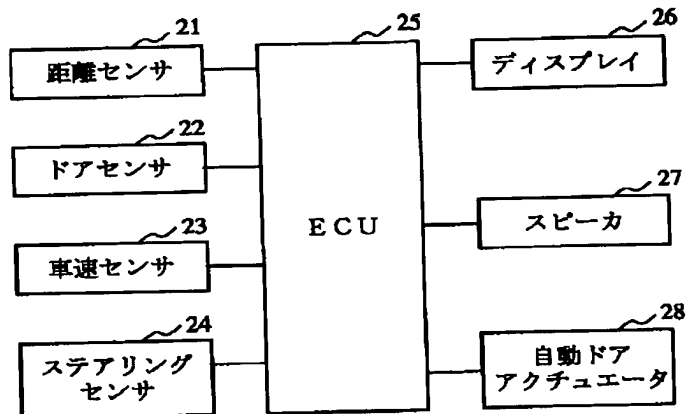 21
距離センサ
22
ドアセンサ
23
車速センサ
24
ステアリング
センサ
25
ECU
26
ディスプレイ
27
スピーカ
28
自動ドア
アクチュエータ